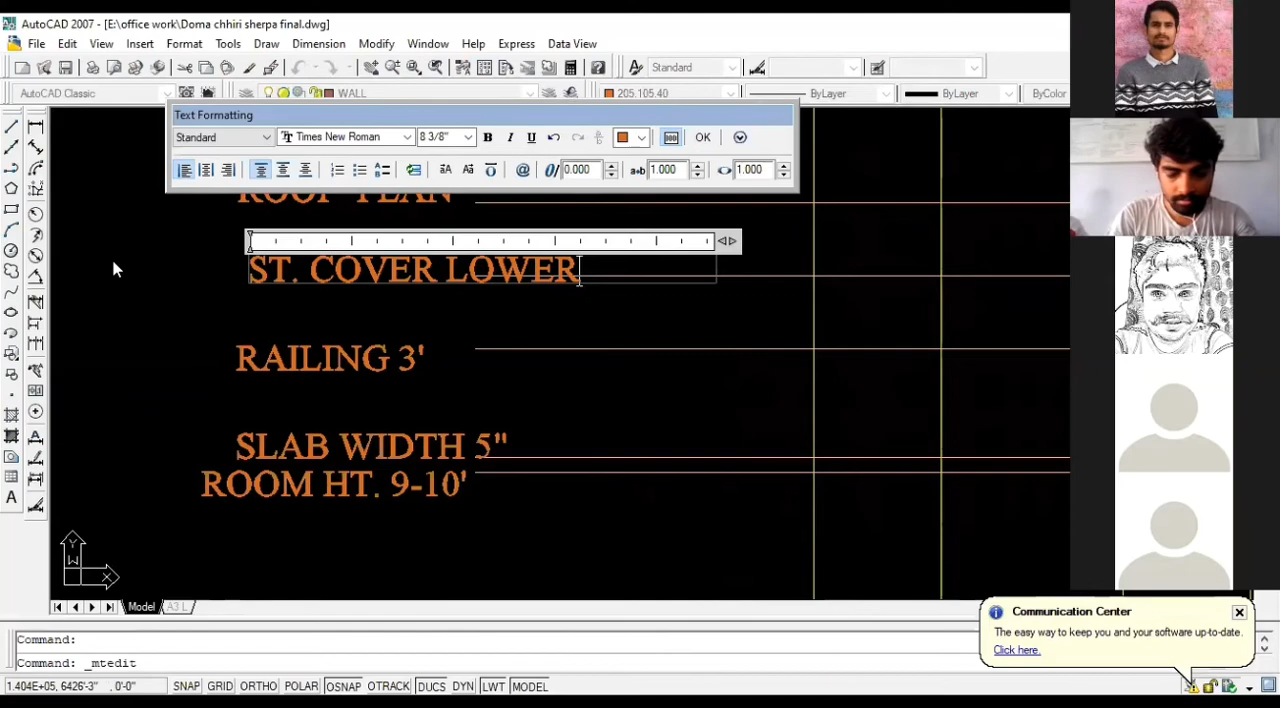 AutoCAD 2007 - [E:\office work\Doma chhiri sherpa final.dwg]
File Edit View Insert Format Tools Draw Dimension Modify Window Help Express Data View
Standard
AutoCAD Classic WALL 205.105.40 ByLayer ByLayer ByColor
Text Formatting
Standard Times New Roman 8 3/8" B I U OK
@ 0/ 0.000 a•b 1.000 1.000
ROOF PLAN
ST. COVER LOWER
RAILING 3'
SLAB WIDTH 5"
ROOM HT. 9-10'
Y
W
X
Model A3 L
Communication Center
The easy way to keep you and your software up-to-date.
Click here.
Command:
Command: _mtedit
1.404E+05, 6426'-3" , 0'-0" SNAP GRID ORTHO POLAR OSNAP OTRACK DUCS DYN LWT MODEL